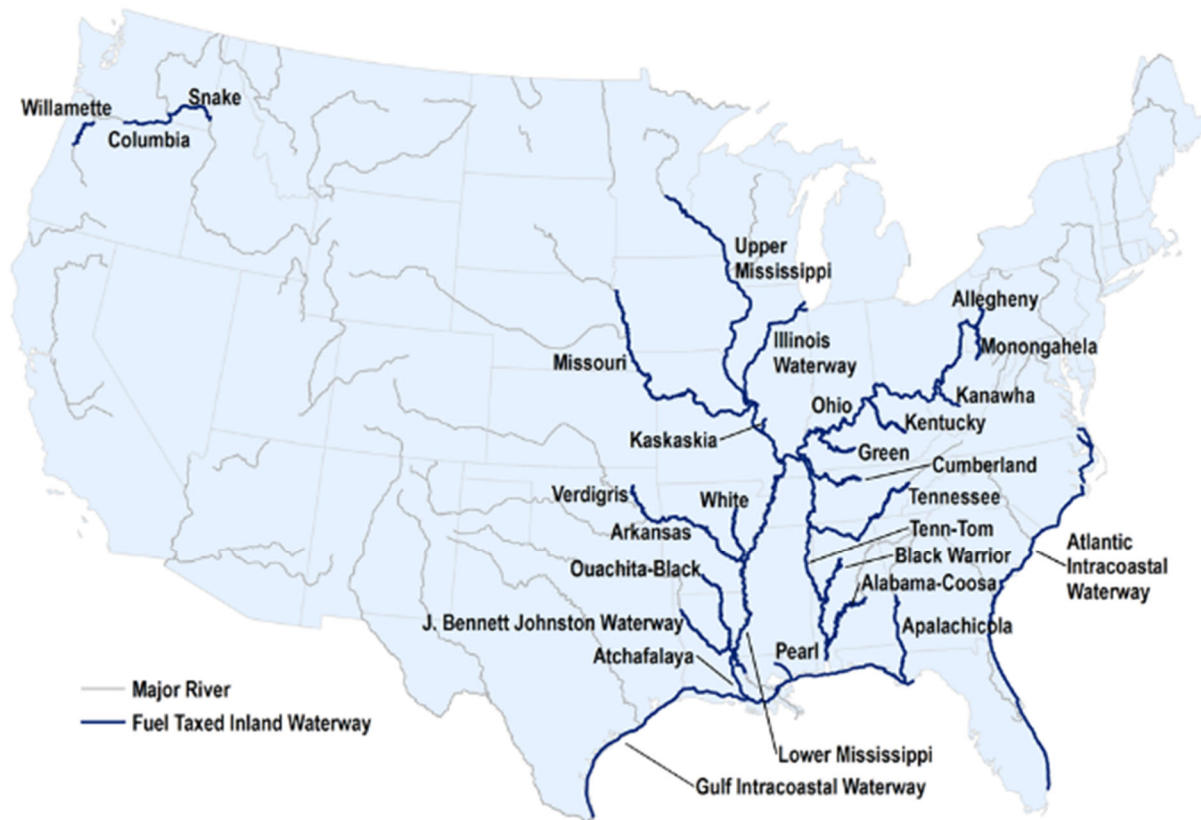 Snake
Willamette
Columbia
Upper
Mississippi
Allegheny
Illinois
Waterway
Monongahela
Missouri
Kanawha
Ohio
Kentucky
Kaskaskia
Green
Cumberland
Verdigris
White
Tennessee
Arkansas
Tenn-Tom
Black Warrior
Atlantic
Intracoastal
Waterway
Ouachita-Black
Alabama-Coosa
J. Bennett Johnston Waterway
Apalachicola
Atchafalaya
Pearl
Major River
Fuel Taxed Inland Waterway
Lower Mississippi
Gulf Intracoastal Waterway